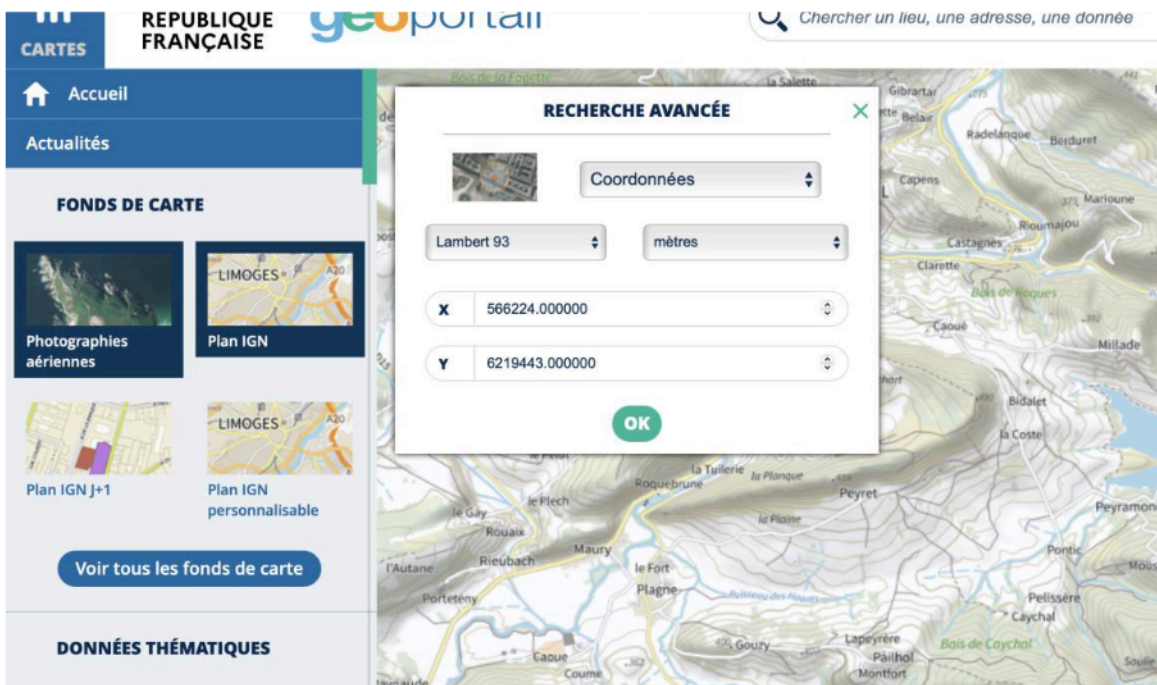 CARTES
RÉPUBLIQUE
FRANÇAISE
géoportail
Chercher un lieu, une adresse, une donnée
Accueil
Actualités
FONDS DE CARTE
Photographies
aériennes
LIMOGES
A20
Plan IGN
Plan IGN J+1
LIMOGES
A20
Plan IGN
personnalisable
Voir tous les fonds de carte
DONNÉES THÉMATIQUES
RECHERCHE AVANCÉE
Coordonnées
Lambert 93
mètres
X 566224.000000
Y 6219443.000000
OK
la Salette
Gibrartar
Belair
Radelanque
Berduret
Capens
Marioune
Rioumajou
Castagnès
Clarette
Bois de Roques
Caoué
Millade
Bidalet
la Coste
la Tuilerie
la Planque
Roquebrune
Peyret
le Plech
la Plaine
le Gay
Rouaix
Maury
Pontic
l'Autane
Rieubach
le Fort
Plagne
Portetény
Pelissère
Caychal
Gouzy
Lapeyrère
Pailhol
Bois de Caychol
Montfort
Caoue
Coume